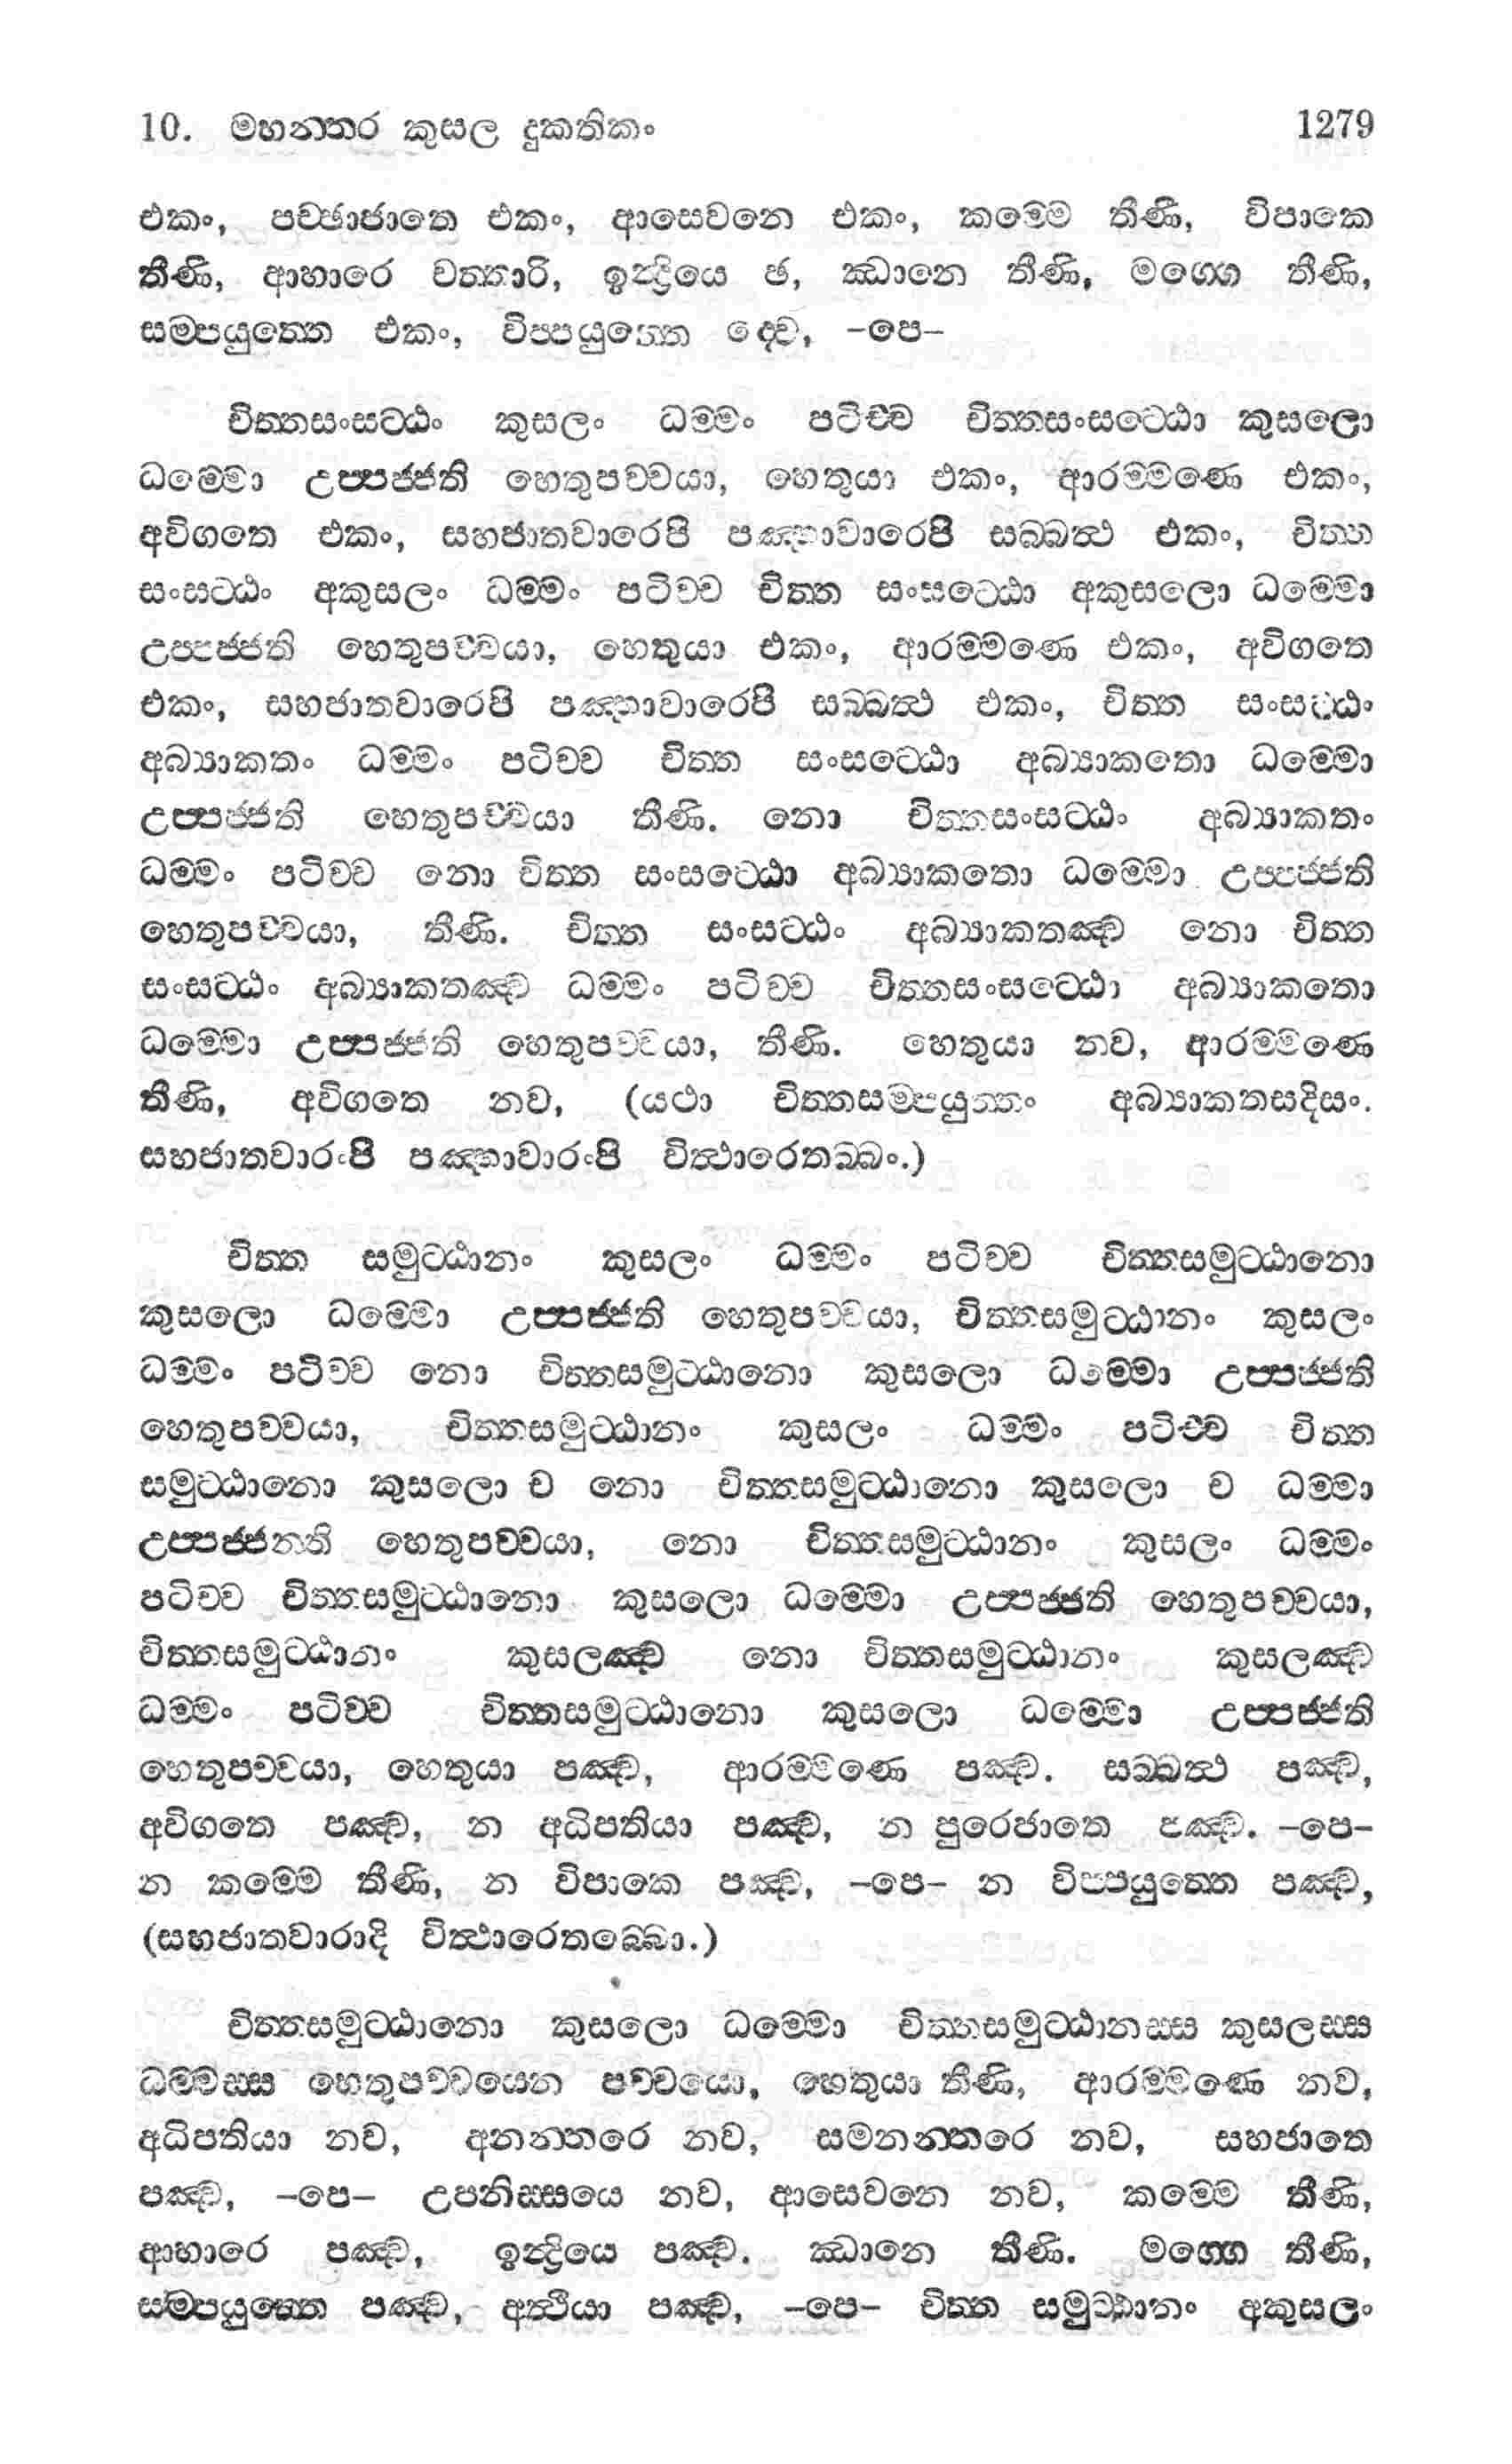 10. මහන්තර කුසල දුකතිකං 1279
එකං, පච්ඡාජාතෙ එකං, ආසෙවනෙ එකං, කම්මෙ තීණි, විපාකෙ
තීණි, ආහාරෙ චත්තාරි, ඉන්ද්‍රියෙ ඡ, ඣානෙ තීණි, මග්ගෙ තීණි,
සම්පයුත්තෙ එකං, විප්පයුත්තෙ ද්වෙ, –පෙ–
චිත්තසංසට්ඨං කුසලං ධම්මං පටිච්ච චිත්තසංසට්ඨො කුසලො
ධම්මො උප්පජ්ජති හෙතුපච්චයා, හෙතුයා එකං, ආරම්මණෙ එකං,
අවිගතෙ එකං, සහජාතවාරෙපි පඤ්හාවාරෙපි සබ්බත්ථ එකං, චිත්ත
සංසට්ඨං අකුසලං ධම්මං පටිච්ච චිත්ත සංසට්ඨො අකුසලො ධම්මො
උප්පජ්ජති හෙතුපච්චයා, හෙතුයා එකං, ආරම්මණෙ එකං, අවිගතෙ
එකං, සහජාතවාරෙපි පඤ්හාවාරෙපි සබ්බත්ථ එකං, චිත්ත සංසට්ඨං
අබ්‍යාකතං ධම්මං පටිච්ච චිත්ත සංසට්ඨො අබ්‍යාකතො ධම්මො
උප්පජ්ජති හෙතුපච්චයා තීණි. නො චිත්තසංසට්ඨං අබ්‍යාකතං
ධම්මං පටිච්ච නො චිත්ත සංසට්ඨො අබ්‍යාකතො ධම්මො උප්පජ්ජති
හෙතුපච්චයා, තීණි. චිත්ත සංසට්ඨං අබ්‍යාකතඤ්ච නො චිත්ත
සංසට්ඨං අබ්‍යාකතඤ්ච ධම්මං පටිච්ච චිත්තසංසට්ඨො අබ්‍යාකතො
ධම්මො උප්පජ්ජති හෙතුපච්චයා, තීණි. හෙතුයා නව, ආරම්මණෙ
තීණි, අවිගතෙ නව, (යථා චිත්තසම්පයුත්තං අබ්‍යාකතසදිසං.
සහජාතවාරංපි පඤ්හාවාරංපි විත්ථාරෙතබ්බං.)
චිත්ත සමුට්ඨානං කුසලං ධම්මං පටිච්ච චිත්තසමුට්ඨානො
කුසලො ධම්මො උප්පජ්ජති හෙතුපච්චයා, චිත්තසමුට්ඨානං කුසලං
ධම්මං පටිච්ච නො චිත්තසමුට්ඨානො කුසලො ධම්මො උප්පජ්ජති
හෙතුපච්චයා, චිත්තසමුට්ඨානං කුසලං ධම්මං පටිච්ච චිත්ත
සමුට්ඨානො කුසලො ච නො චිත්තසමුට්ඨානො කුසලො ච ධම්මා
උප්පජ්ජන්ති හෙතුපච්චයා, නො චිත්තසමුට්ඨානං කුසලං ධම්මං
පටිච්ච චිත්තසමුට්ඨානො කුසලො ධම්මො උප්පජ්ජති හෙතුපච්චයා,
චිත්තසමුට්ඨානං කුසලඤ්ච නො චිත්තසමුට්ඨානං කුසලඤ්ච
ධම්මං පටිච්ච චිත්තසමුට්ඨානො කුසලො ධම්මො උප්පජ්ජති
හෙතුපච්චයා, හෙතුයා පඤ්ච, ආරම්මණෙ පඤ්ච. සබ්බත්ථ පඤ්ච,
අවිගතෙ පඤ්ච, න අධිපතියා පඤ්ච, න පුරෙජාතෙ පඤ්ච. –පෙ–
න කම්මෙ තීණි, න විපාකෙ පඤ්ච, –පෙ– න විප්පයුත්තෙ පඤ්ච,
(සහජාතවාරාදි විත්ථාරෙතබ්බො.)
චිත්තසමුට්ඨානො කුසලො ධම්මො චිත්තසමුට්ඨානස්ස කුසලස්ස
ධම්මස්ස හෙතුපච්චයෙන පච්චයො, හෙතුයා තීණි, ආරම්මණෙ නව,
අධිපතියා නව, අනන්තරෙ නව, සමනන්තරෙ නව, සහජාතෙ
පඤ්ච, –පෙ– උපනිස්සයෙ නව, ආසෙවනෙ නව, කම්මෙ තීණි,
ආහාරෙ පඤ්ච, ඉන්ද්‍රියෙ පඤ්ච. ඣානෙ තීණි. මග්ගෙ තීණි,
සම්පයුත්තෙ පඤ්ච, අත්ථියා පඤ්ච, –පෙ– චිත්ත සමුට්ඨානං අකුසලං